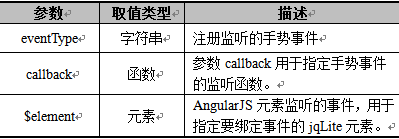 参数 取值类型 描述
eventType 字符串 注册监听的手势事件
callback 函数 参数 callback 用于指定手势事件
的监听函数。
$element 元素 AngularJS 元素监听的事件，用于
指定要绑定事件的 jqLite 元素。